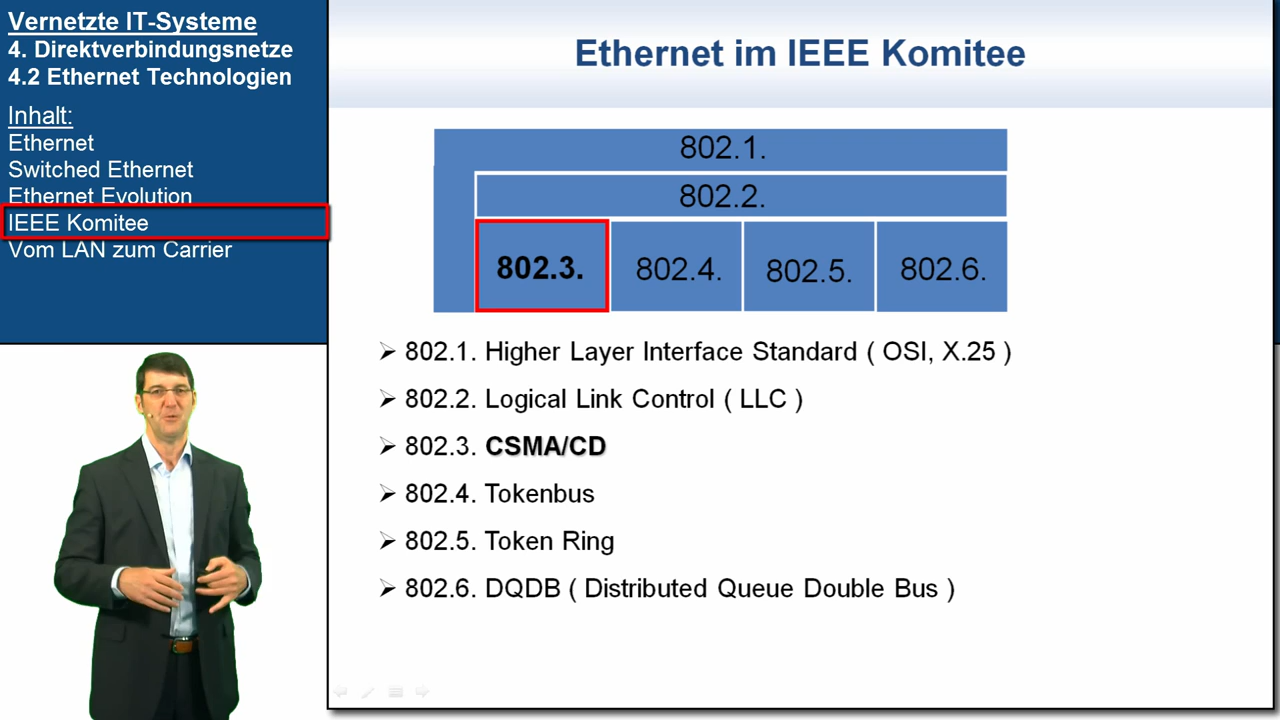 Vernetzte IT-Systeme
4. Direktverbindungsnetze
4.2 Ethernet Technologien
Inhalt:
Ethernet
Switched Ethernet
Ethernet Evolution
IEEE Komitee
Vom LAN zum Carrier
Ethernet im IEEE Komitee
802.1.
802.2.
802.3.
802.4.
802.5.
802.6.
802.1. Higher Layer Interface Standard ( OSI, X.25 )
802.2. Logical Link Control ( LLC )
802.3. CSMA/CD
802.4. Tokenbus
802.5. Token Ring
802.6. DQDB ( Distributed Queue Double Bus )